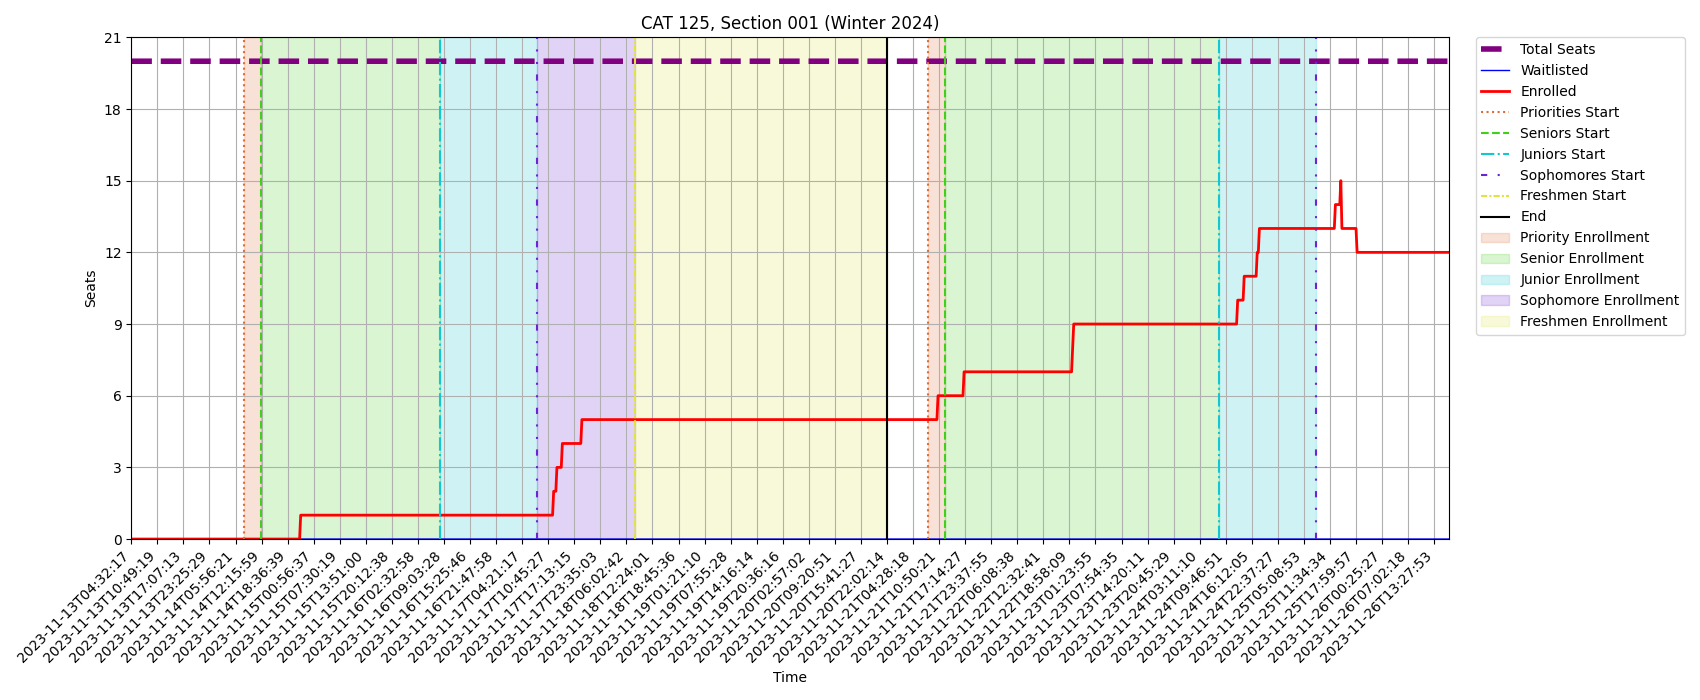 CAT 125, Section 001 (Winter 2024)
21
18
15
12
9
6
3
0
Seats
2023-11-13T04:32:17
2023-11-13T10:49:19
2023-11-13T17:07:13
2023-11-13T23:25:29
2023-11-14T05:56:21
2023-11-14T12:15:59
2023-11-14T18:36:39
2023-11-15T00:56:37
2023-11-15T07:30:19
2023-11-15T13:51:00
2023-11-15T20:12:38
2023-11-16T02:32:58
2023-11-16T09:03:28
2023-11-16T15:25:46
2023-11-16T21:47:58
2023-11-17T04:21:17
2023-11-17T10:45:27
2023-11-17T17:13:15
2023-11-17T23:35:03
2023-11-18T06:02:42
2023-11-18T12:24:01
2023-11-18T18:45:36
2023-11-19T01:21:10
2023-11-19T07:55:28
2023-11-19T14:16:14
2023-11-19T20:36:16
2023-11-20T02:57:02
2023-11-20T09:20:51
2023-11-20T15:41:27
2023-11-20T22:02:14
2023-11-21T04:28:18
2023-11-21T10:50:21
2023-11-21T17:14:27
2023-11-21T23:37:55
2023-11-22T06:08:38
2023-11-22T12:32:41
2023-11-22T18:58:09
2023-11-23T01:23:55
2023-11-23T07:54:35
2023-11-23T14:20:11
2023-11-23T20:45:29
2023-11-24T03:11:10
2023-11-24T09:46:51
2023-11-24T16:12:05
2023-11-24T22:37:27
2023-11-25T05:08:53
2023-11-25T11:34:34
2023-11-25T17:59:57
2023-11-26T00:25:27
2023-11-26T07:02:18
2023-11-26T13:27:53
Time
Total Seats
Waitlisted
Enrolled
Priorities Start
Seniors Start
Juniors Start
Sophomores Start
Freshmen Start
End
Priority Enrollment
Senior Enrollment
Junior Enrollment
Sophomore Enrollment
Freshmen Enrollment